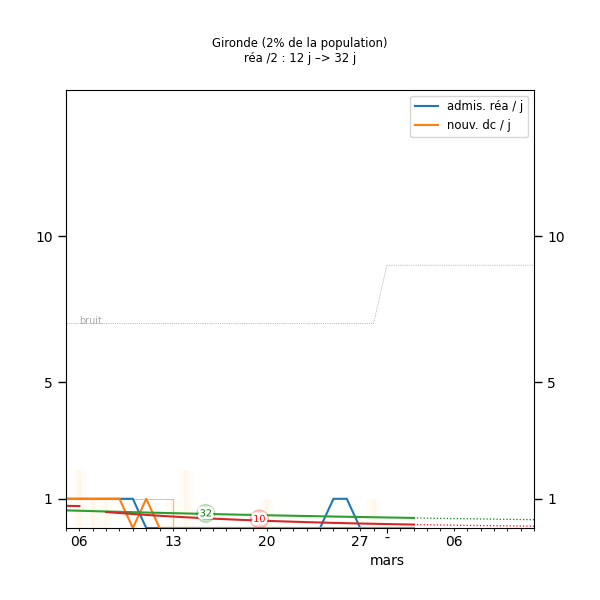 Gironde (2% de la population)
réa /2 : 12 j –> 32 j
admis. réa / j
nouv. dc / j
10
10
bruit
5
5
1
1
32
10
06
13
20
27
-
06
mars